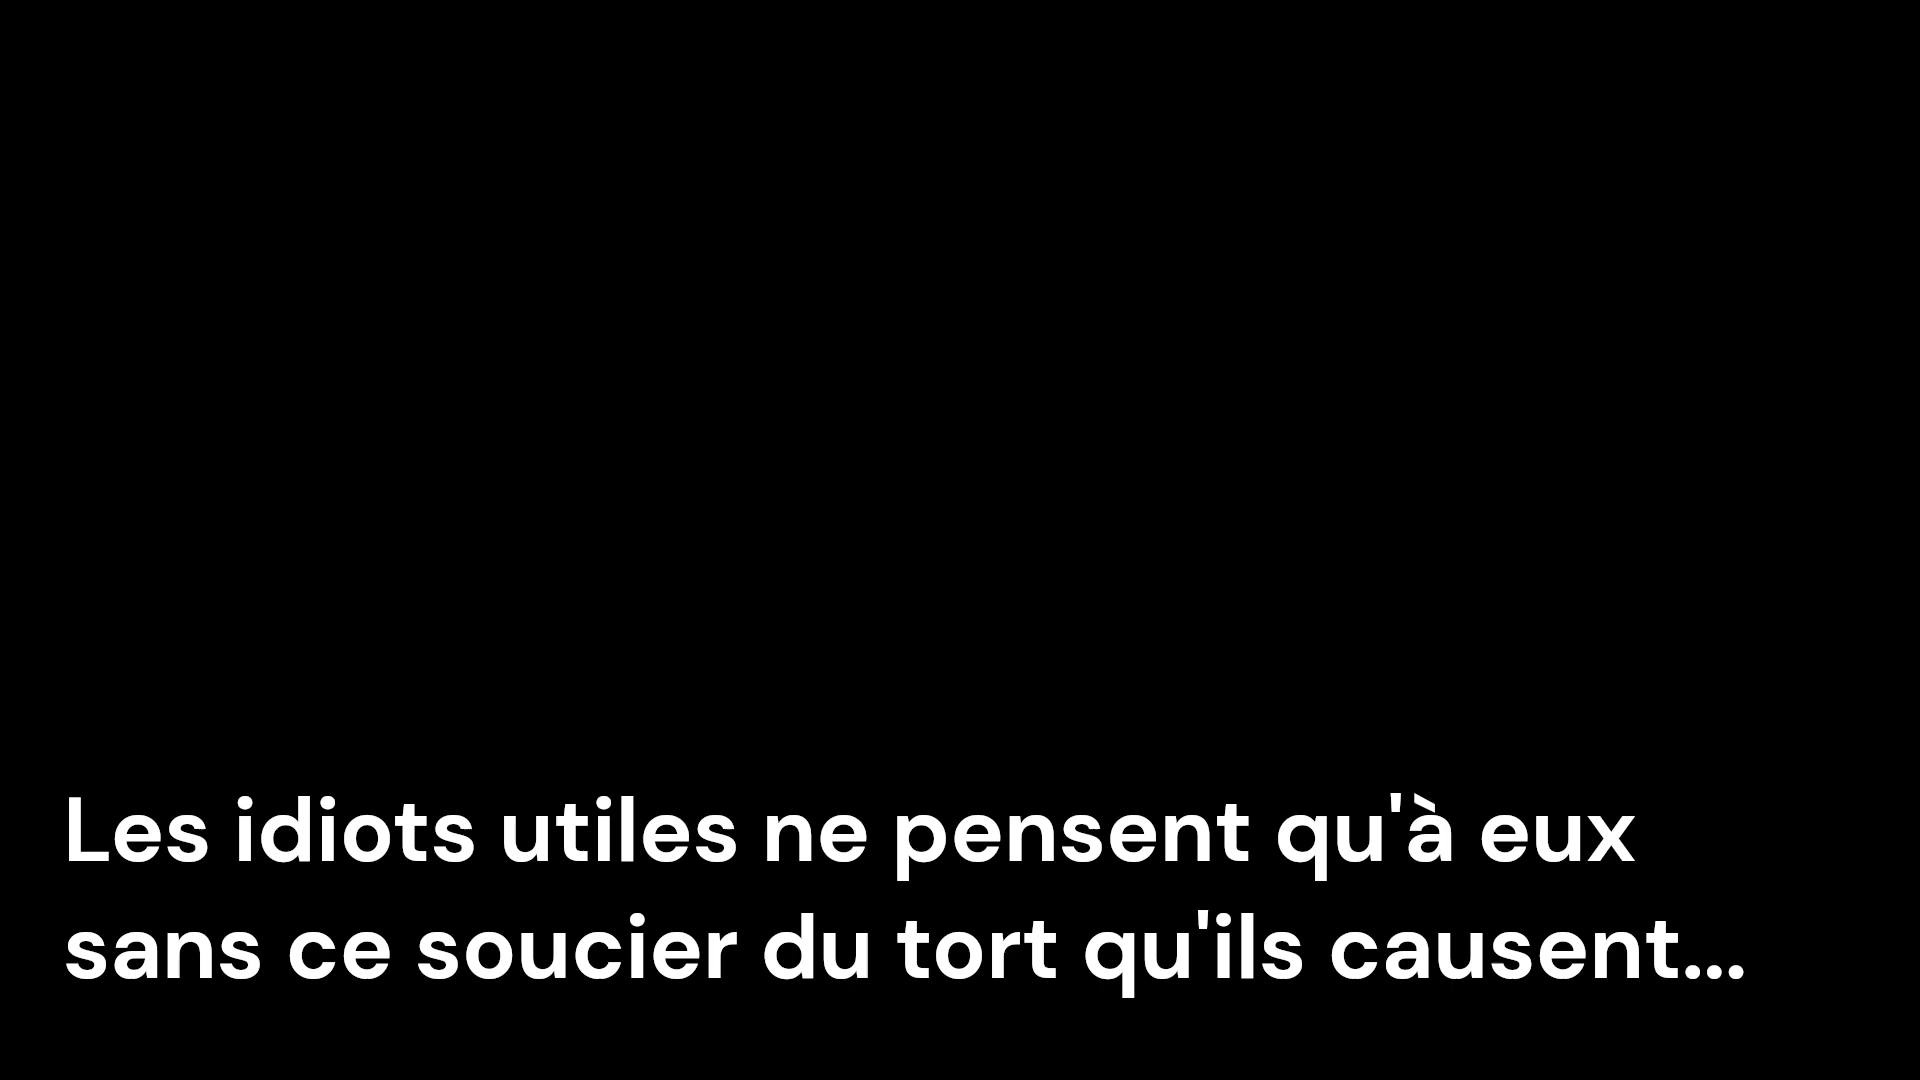 Les idiots utiles ne pensent qu'à eux
sans ce soucier du tort qu'ils causent...